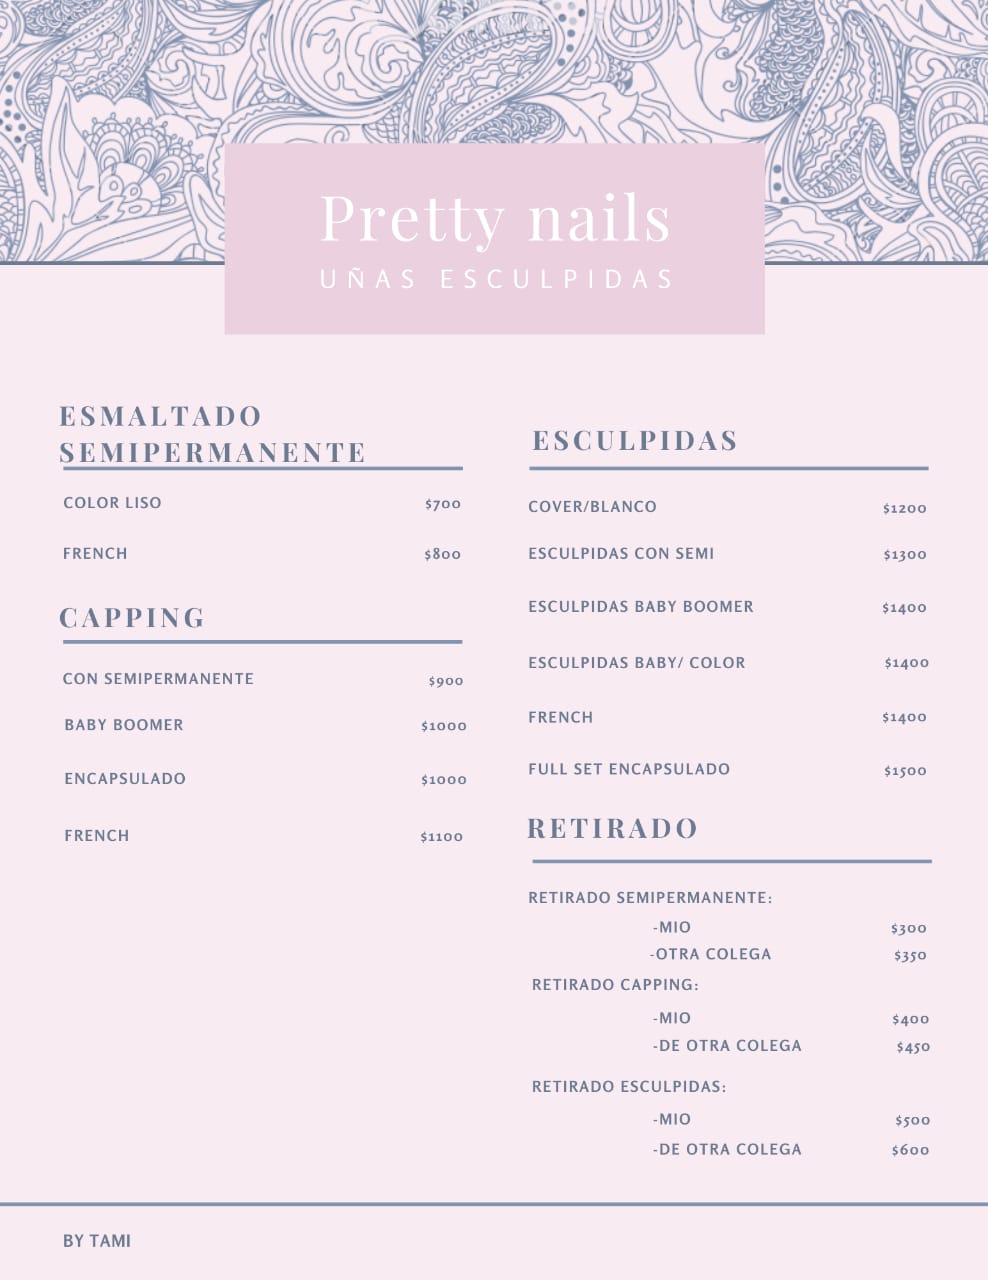 Pretty nails
UÑAS ESCULPIDAS
ESMALTADO
SEMIPERMANENTE
COLOR LISO $700
FRENCH $800
CAPPING
CON SEMIPERMANENTE $900
BABY BOOMER $1000
ENCAPSULADO $1000
FRENCH $1100
ESCULPIDAS
COVER/BLANCO $1200
ESCULPIDAS CON SEMI $1300
ESCULPIDAS BABY BOOMER $1400
ESCULPIDAS BABY/ COLOR $1400
FRENCH $1400
FULL SET ENCAPSULADO $1500
RETIRADO
RETIRADO SEMIPERMANENTE:
-MIO $300
-OTRA COLEGA $350
RETIRADO CAPPING:
-MIO $400
-DE OTRA COLEGA $450
RETIRADO ESCULPIDAS:
-MIO $500
-DE OTRA COLEGA $600
BY TAMI